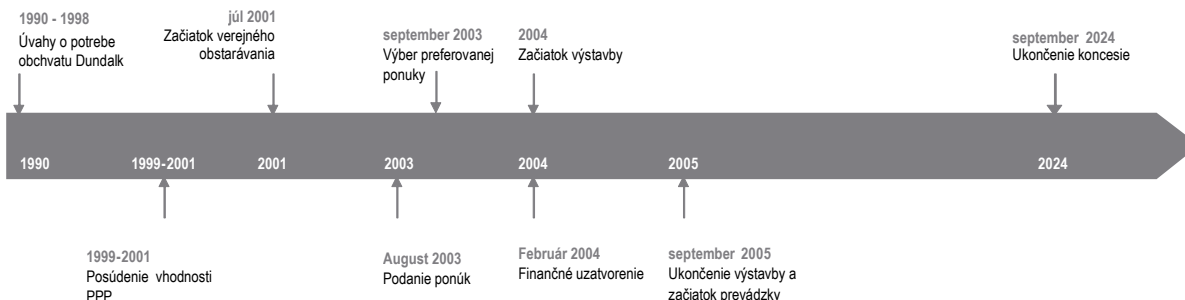 1990 - 1998
Úvahy o potrebe
obchvatu Dundalk
júl 2001
Začiatok verejného
obstarávania
september 2003
Výber preferovanej
ponuky
2004
Začiatok výstavby
september 2024
Ukončenie koncesie
1990
1999-2001
2001
2003
2004
2005
2024
1999-2001
Posúdenie vhodnosti
PPP
August 2003
Podanie ponúk
Február 2004
Finančné uzatvorenie
september 2005
Ukončenie výstavby a
začiatok prevádzky